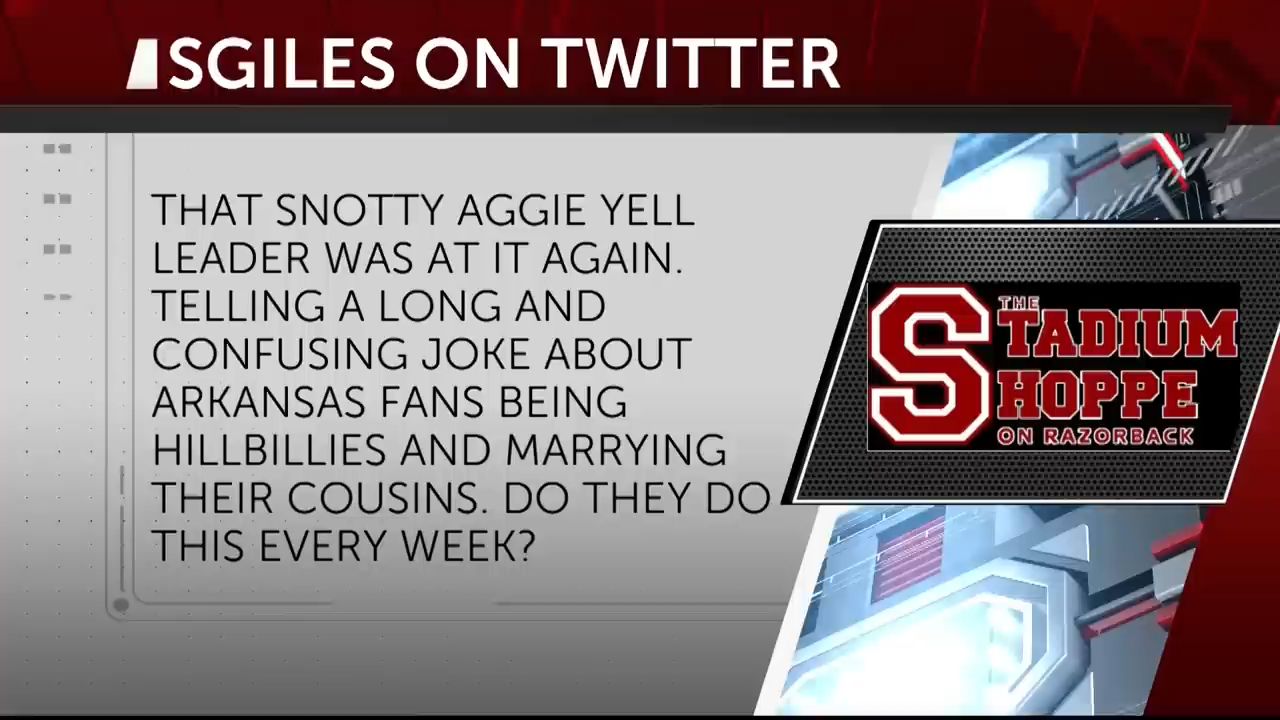 SGILES ON TWITTER
THAT SNOTTY AGGIE YELL
LEADER WAS AT IT AGAIN.
TELLING A LONG AND
CONFUSING JOKE ABOUT
ARKANSAS FANS BEING
HILLBILLIES AND MARRYING
THEIR COUSINS. DO THEY DO
THIS EVERY WEEK?
THE
STADIUM
SHOPPE
ON RAZORBACK